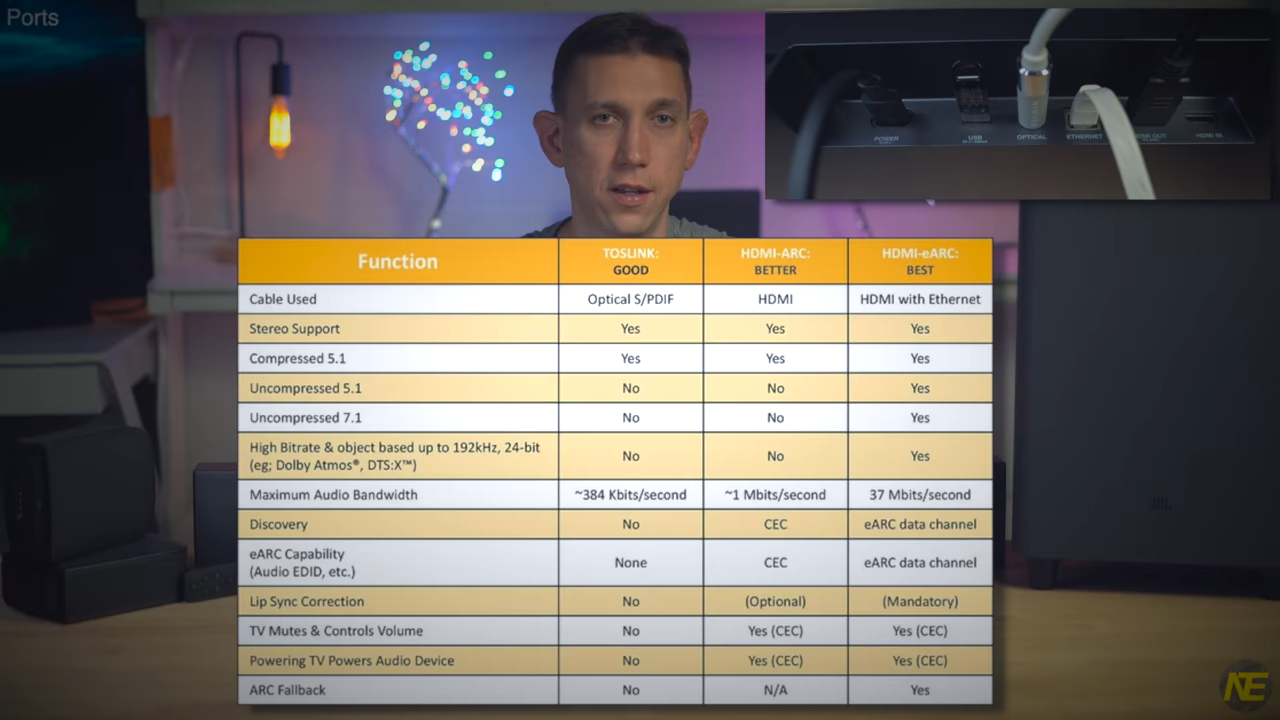 Ports
POWER
USB
OPTICAL
ETHERNET
HDMI IN
Function
TOSLINK:
GOOD
HDMI-ARC:
BETTER
HDMI-eARC:
BEST
Cable Used Optical S/PDIF HDMI HDMI with Ethernet
Stereo Support Yes Yes Yes
Compressed 5.1 Yes Yes Yes
Uncompressed 5.1 No No Yes
Uncompressed 7.1 No No Yes
High Bitrate & object based up to 192kHz, 24-bit
(eg; Dolby Atmos®, DTS:X™) No No Yes
Maximum Audio Bandwidth ~384 Kbits/second ~1 Mbits/second 37 Mbits/second
Discovery No CEC eARC data channel
eARC Capability
(Audio EDID, etc.) None CEC eARC data channel
Lip Sync Correction No (Optional) (Mandatory)
TV Mutes & Controls Volume No Yes (CEC) Yes (CEC)
Powering TV Powers Audio Device No Yes (CEC) Yes (CEC)
ARC Fallback No N/A Yes
JBL
NE